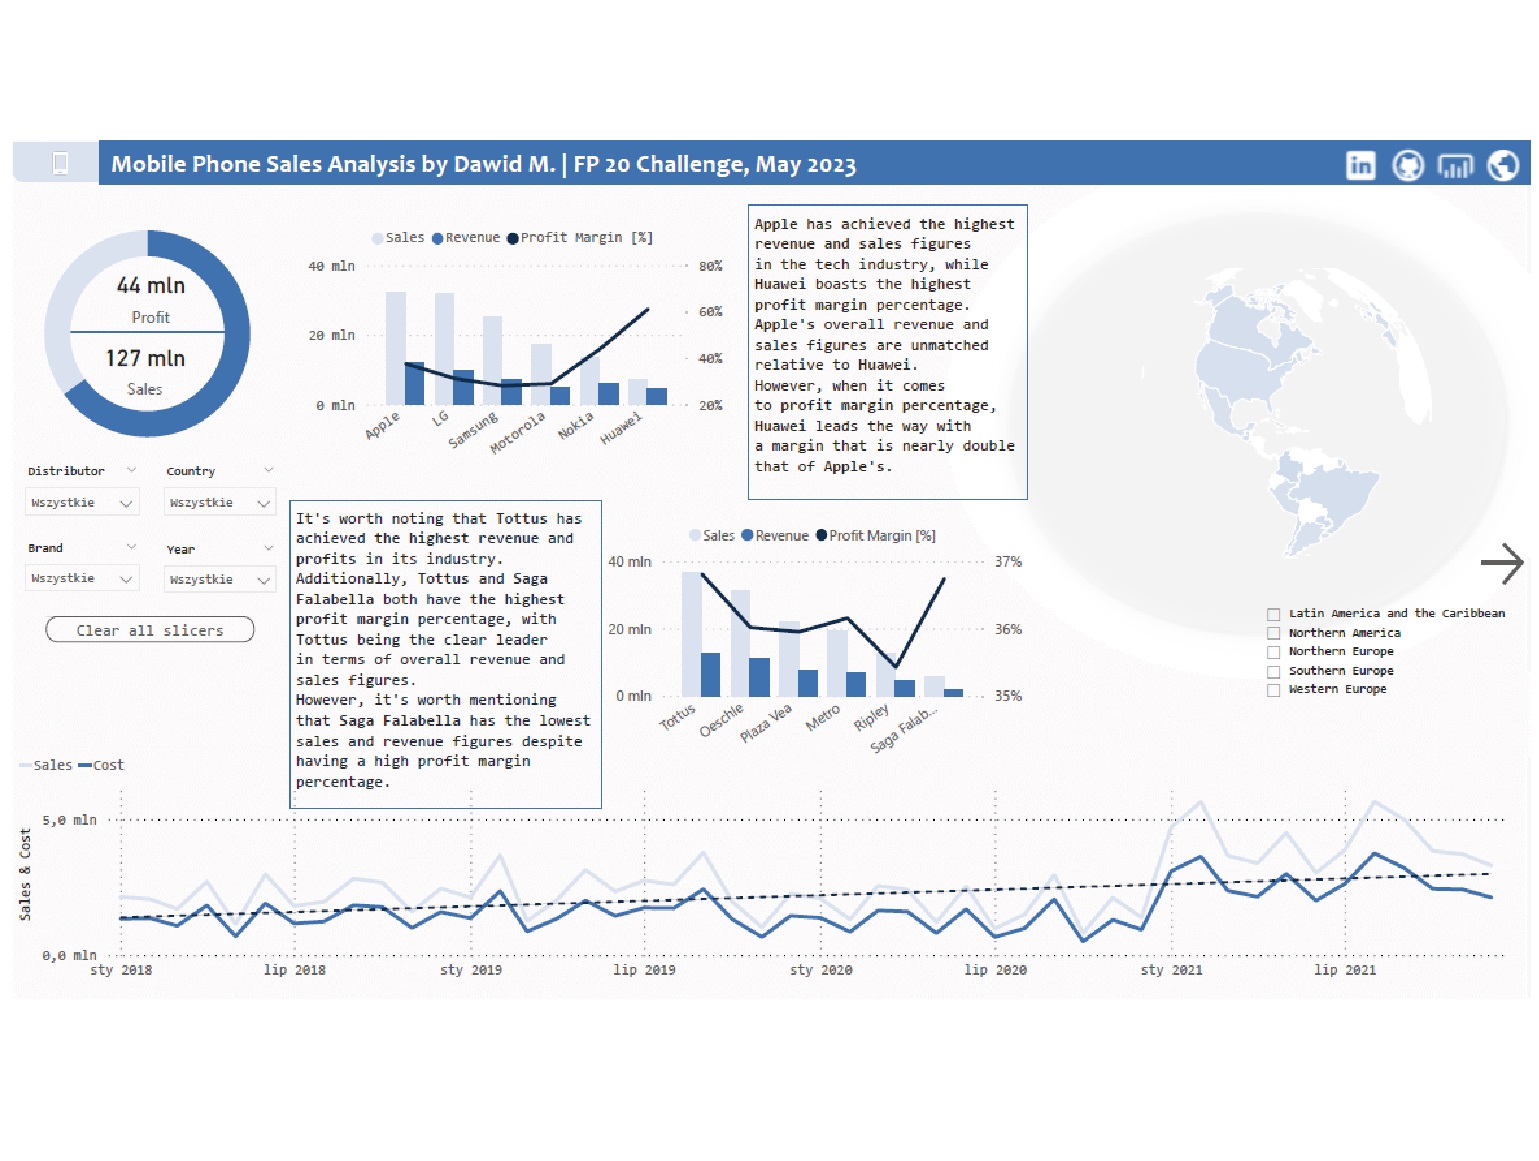 Mobile Phone Sales Analysis by Dawid M. | FP 20 Challenge, May 2023
in
44 mln
Profit
127 mln
Sales
Sales Revenue Profit Margin [%]
40 mln
20 mln
0 mln
80%
60%
40%
20%
Apple
LG
Samsung
Motorola
Nokia
Huawei
Apple has achieved the highest
revenue and sales figures
in the tech industry, while
Huawei boasts the highest
profit margin percentage.
Apple's overall revenue and
sales figures are unmatched
relative to Huawei.
However, when it comes
to profit margin percentage,
Huawei leads the way with
a margin that is nearly double
that of Apple's.
Distributor
Wszystkie
Country
Wszystkie
Brand
Wszystkie
Year
Wszystkie
Clear all slicers
It's worth noting that Tottus has
achieved the highest revenue and
profits in its industry.
Additionally, Tottus and Saga
Falabella both have the highest
profit margin percentage, with
Tottus being the clear leader
in terms of overall revenue and
sales figures.
However, it's worth mentioning
that Saga Falabella has the lowest
sales and revenue figures despite
having a high profit margin
percentage.
Sales Revenue Profit Margin [%]
40 mln
20 mln
0 mln
37%
36%
35%
Tottus
Oeschle
Plaza Vea
Metro
Ripley
Saga Falab...
Latin America and the Caribbean
Northern America
Northern Europe
Southern Europe
Western Europe
Sales Cost
Sales & Cost
5,0 mln
0,0 mln
sty 2018
lip 2018
sty 2019
lip 2019
sty 2020
lip 2020
sty 2021
lip 2021